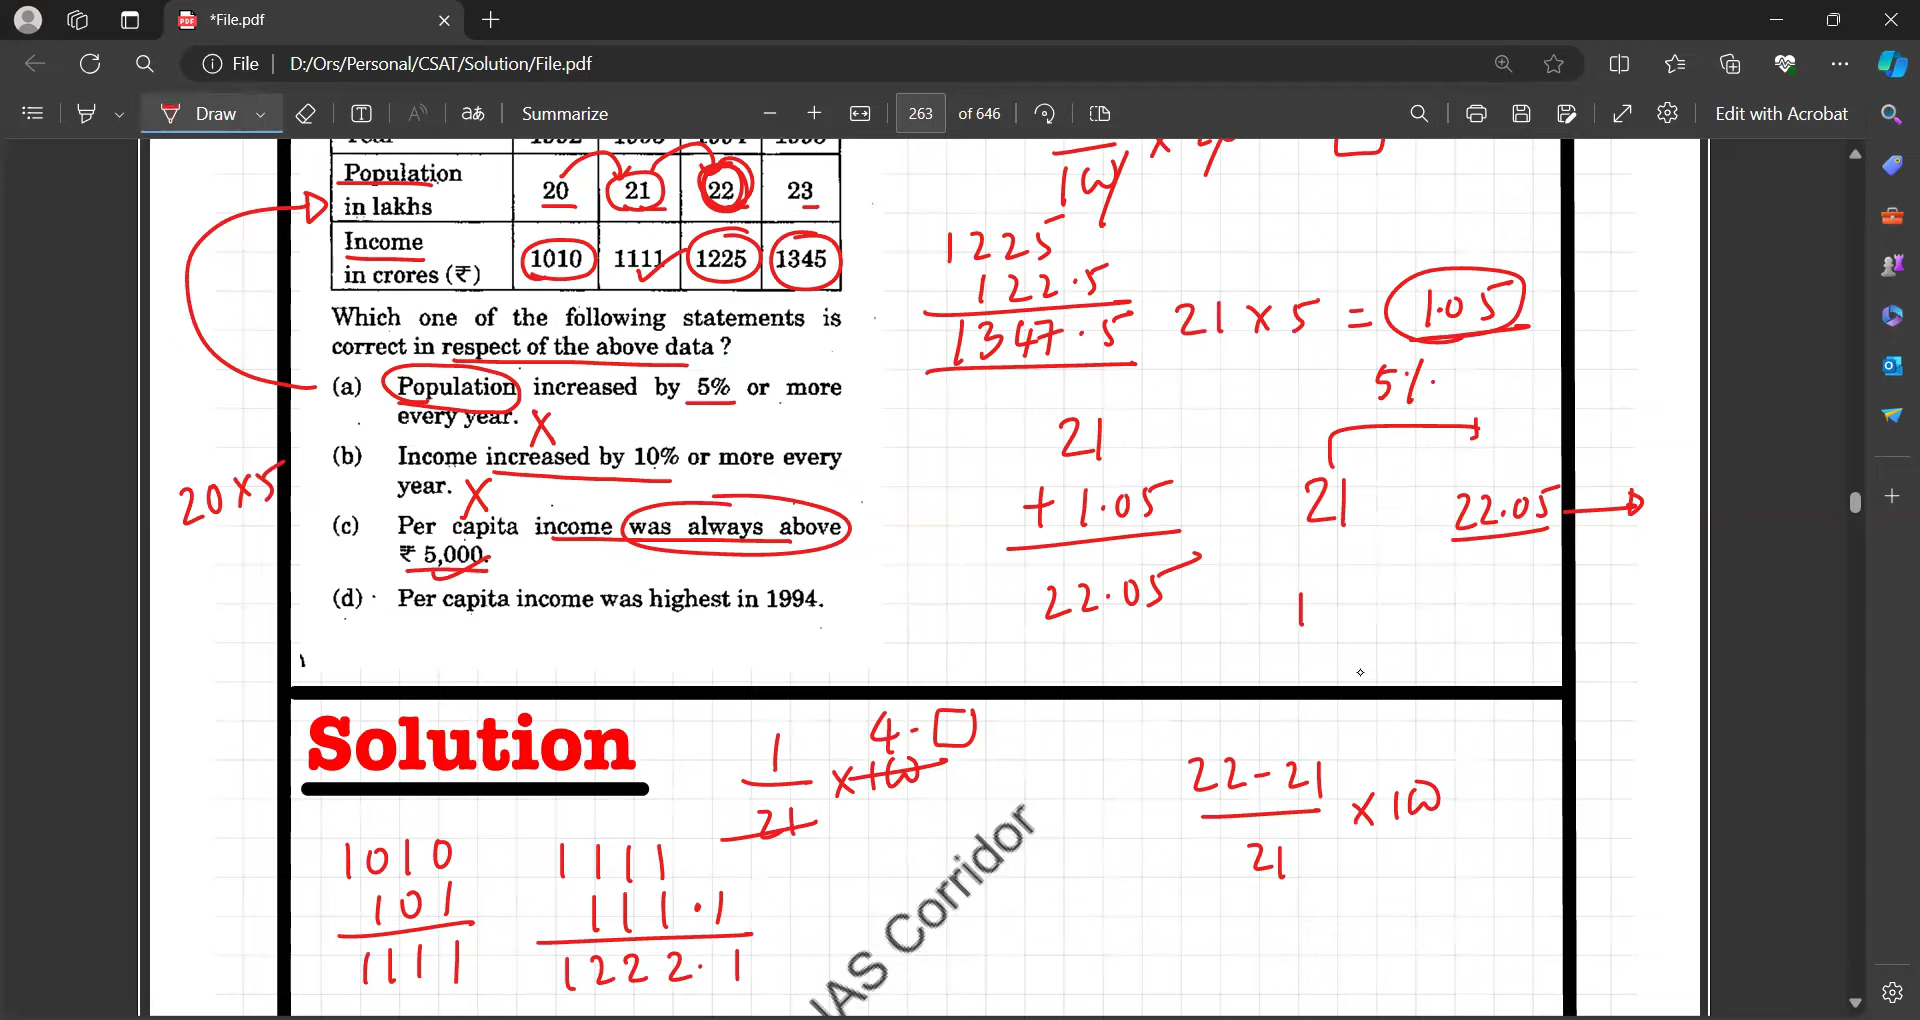 *File.pdf
File
D:/Ors/Personal/CSAT/Solution/File.pdf
Draw
aあ
Summarize
263 of 646
Edit with Acrobat
Population in lakhs 20 21 22 23
Income in crores (₹) 1010 1111 1225 1345
Which one of the following statements is
correct in respect of the above data ?
(a) Population increased by 5% or more
every year. X
(b) Income increased by 10% or more every
year. X
(c) Per capita income was always above
₹ 5,000.
(d) Per capita income was highest in 1994.
20 x 5
1225
122.5
1347.5
21 x 5 = 1.05
5%
21
+ 1.05
22.05
21 22.05
1
Solution
1
21
x 100
4.
22 - 21
21
x 100
1010
101
1111
1111
111.1
1222.1
IAS Corridor